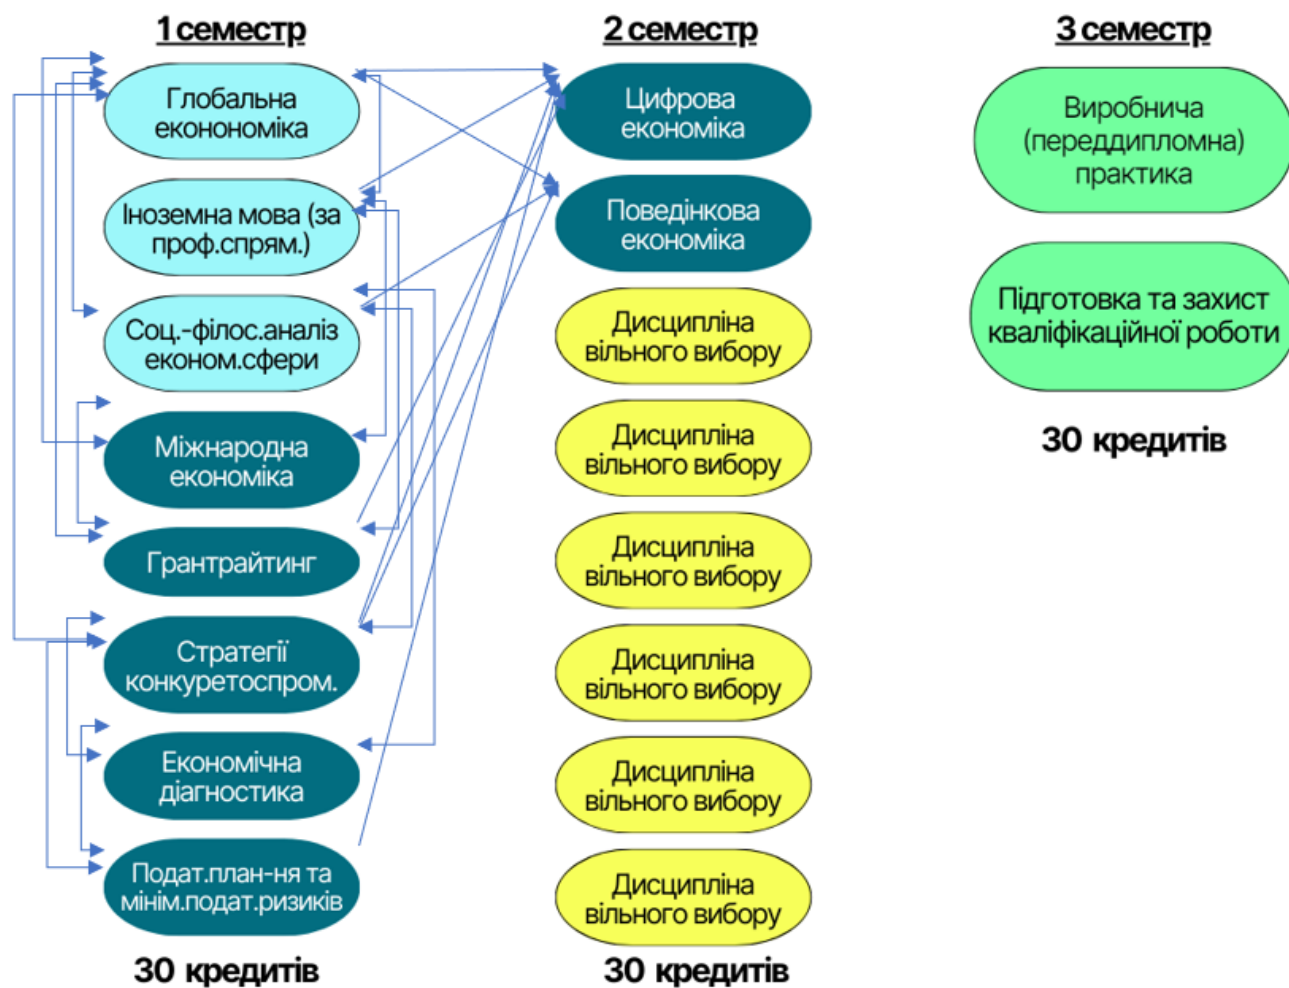 1 семестр
Глобальна
еконономіка
Іноземна мова (за
проф.спрям.)
Соц.-філос.аналіз
економ.сфери
Міжнародна
економіка
Грантрайтинг
Стратегії
конкуретоспром.
Економічна
діагностика
Подат.план-ня та
мінім.подат.ризиків
30 кредитів
2 семестр
Цифрова
економіка
Поведінкова
економіка
Дисципліна
вільного вибору
Дисципліна
вільного вибору
Дисципліна
вільного вибору
Дисципліна
вільного вибору
Дисципліна
вільного вибору
Дисципліна
вільного вибору
30 кредитів
3 семестр
Виробнича
(переддипломна)
практика
Підготовка та захист
кваліфікаційної роботи
30 кредитів